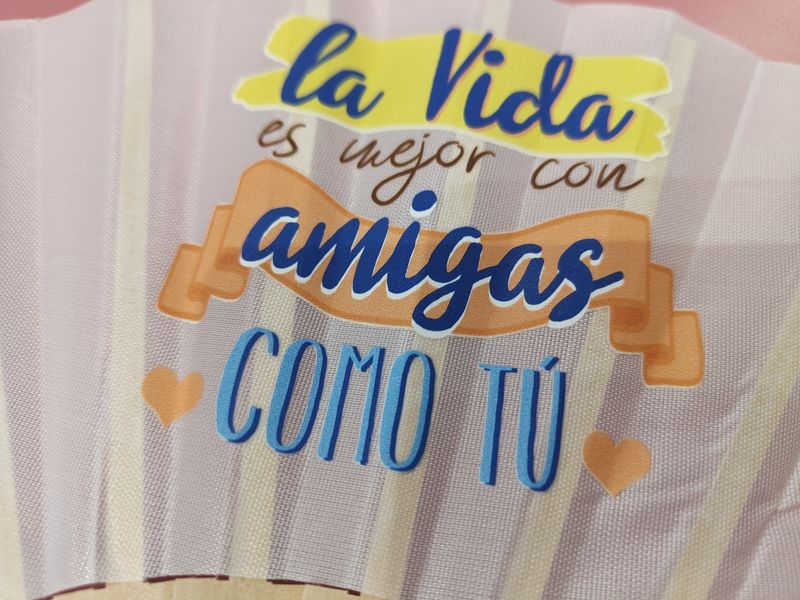 la Vida
es mejor con
amigas
COMO TÚ